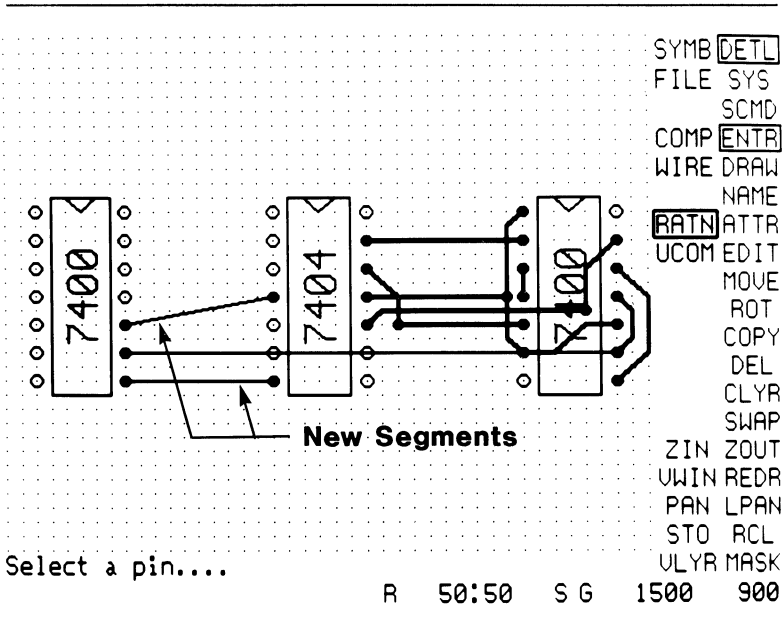 SYMB DETL
FILE SYS
SCMD
COMP ENTR
WIRE DRAW
NAME
RATN ATTR
UCOM EDIT
MOVE
ROT
COPY
DEL
CLYR
SWAP
ZIN ZOUT
VWIN REDR
PAN LPAN
STO RCL
VLYR MASK
7400
7404
New Segments
Select a pin....
R 50:50 S G 1500 900